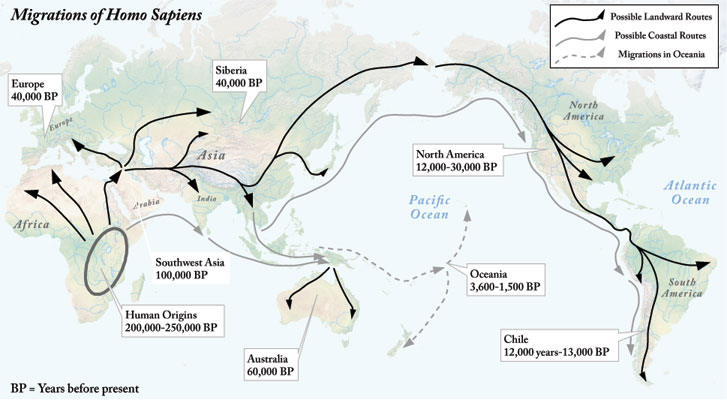 Migrations of Homo Sapiens
Possible Landward Routes
Possible Coastal Routes
Migrations in Oceania
Europe
40,000 BP
Siberia
40,000 BP
Europe
Asia
North
America
North America
12,000-30,000 BP
Arabia
India
Africa
Pacific
Ocean
Atlantic
Ocean
Southwest Asia
100,000 BP
Oceania
3,600-1,500 BP
South
America
Human Origins
200,000-250,000 BP
Chile
12,000 years-13,000 BP
Australia
60,000 BP
BP = Years before present